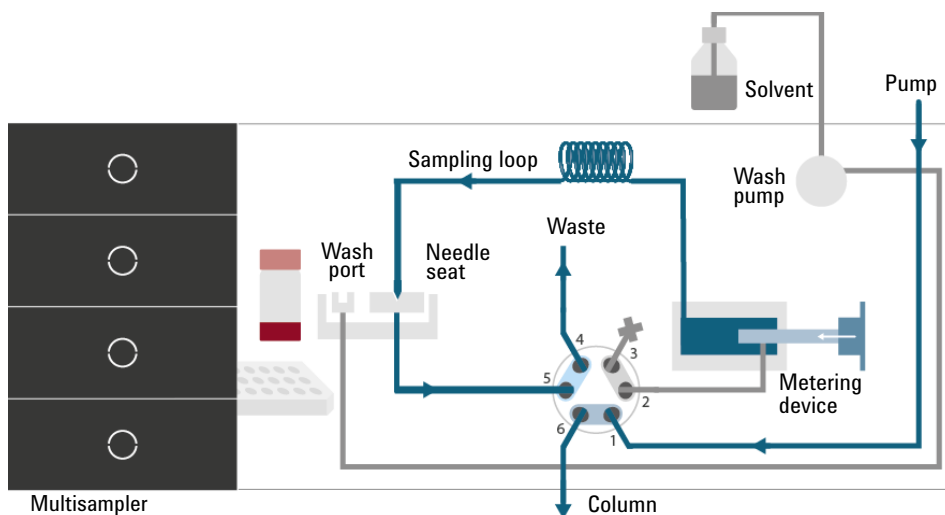 Solvent
Pump
Sampling loop
Wash
pump
Waste
Wash
port
Needle
seat
4
3
5
2
6
1
Metering
device
Multisampler
Column